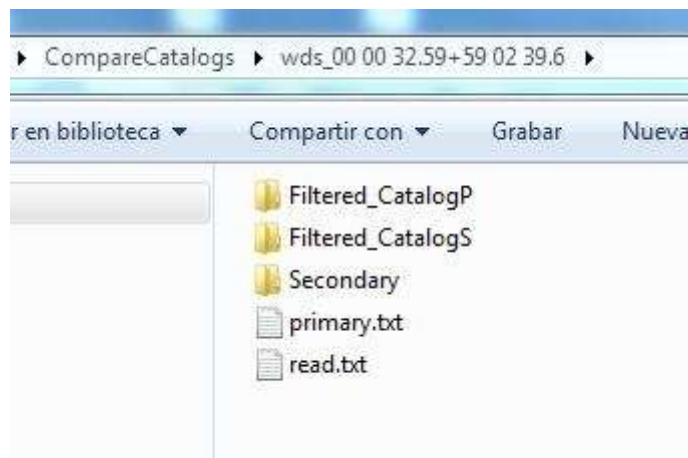 CompareCatalogs wds_00 00 32.59+59 02 39.6
r en biblioteca Compartir con Grabar Nueva
Filtered_CatalogP
Filtered_CatalogS
Secondary
primary.txt
read.txt